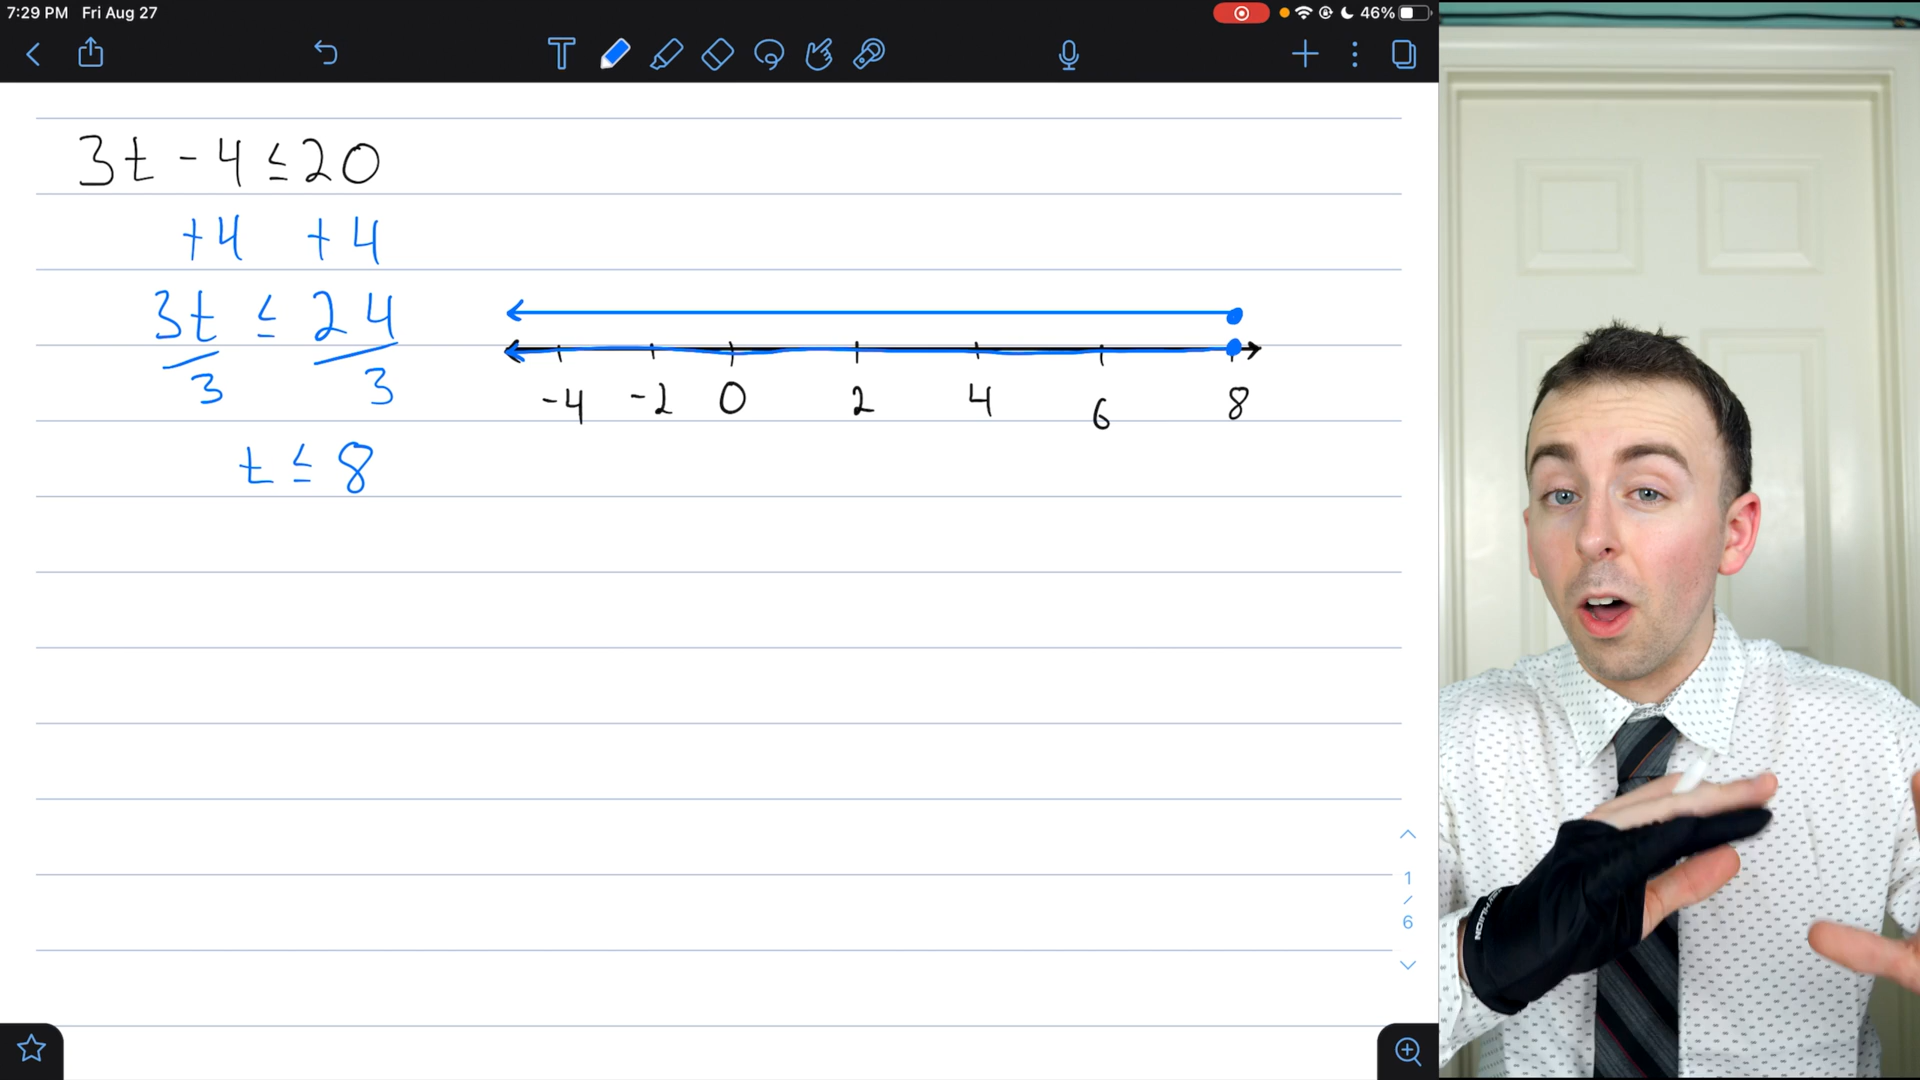 7:29 PM Fri Aug 27
46%
3t - 4 ≤ 20
+4 +4
3t ≤ 24
3 3
t ≤ 8
-4 -2 0 2 4 6 8
1
/
6